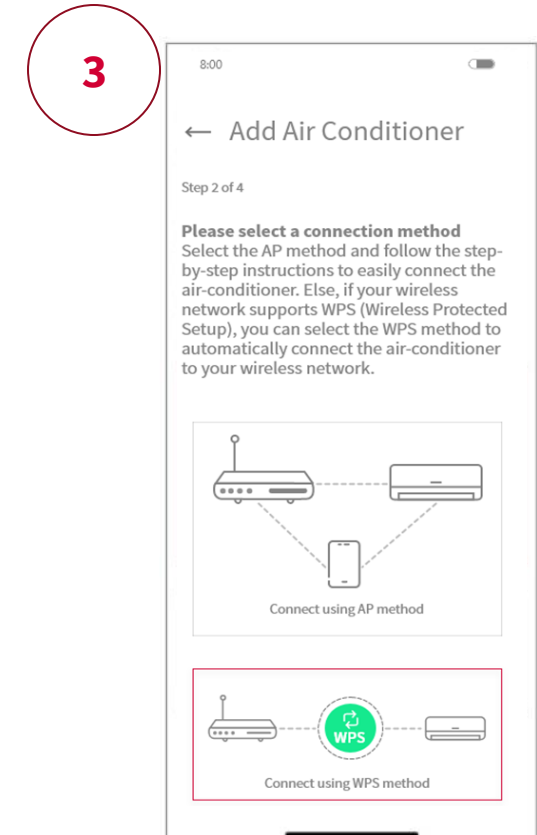 3
8:00
← Add Air Conditioner
Step 2 of 4
Please select a connection method
Select the AP method and follow the step-
by-step instructions to easily connect the
air-conditioner. Else, if your wireless
network supports WPS (Wireless Protected
Setup), you can select the WPS method to
automatically connect the air-conditioner
to your wireless network.
Connect using AP method
WPS
Connect using WPS method